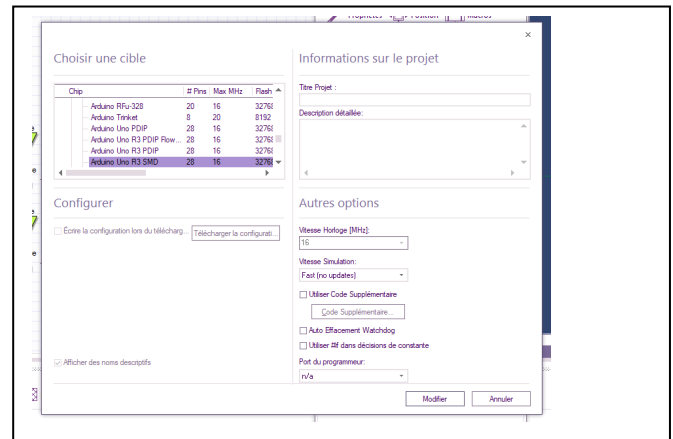 Propriétés
Position
Macros
Choisir une cible
Chip # Pins Max MHz Flash
Arduino RFu-328 20 16 32768
Arduino Trinket 8 20 8192
Arduino Uno PDIP 28 16 32768
Arduino Uno R3 PDIP Flow... 28 16 32768
Arduino Uno R3 PDIP 28 16 32768
Arduino Uno R3 SMD 28 16 32768
Informations sur le projet
Titre Projet :
Description détaillée:
Configurer
Écrire la configuration lors du télécharg... Télécharger la configurati...
Afficher des noms descriptifs
Autres options
Vitesse Horloge [MHz]:
16
Vitesse Simulation:
Fast (no updates)
Utiliser Code Supplémentaire
Code Supplémentaire...
Auto Effacement Watchdog
Utiliser #if dans décisions de constante
Port du programmeur:
n/a
Modifier Annuler